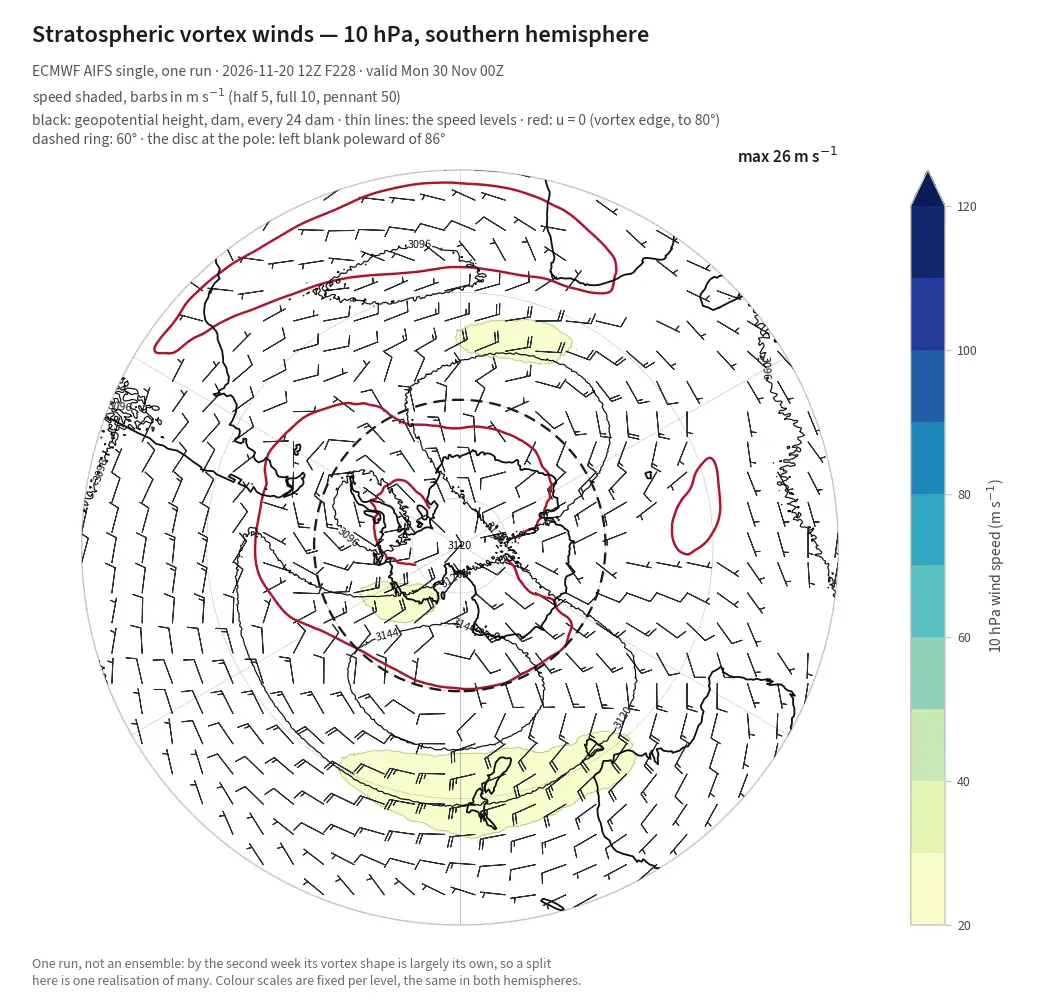 Stratospheric vortex winds — 10 hPa, southern hemisphere
ECMWF AIFS single, one run · 2026-11-20 12Z F228 · valid Mon 30 Nov 00Z
speed shaded, barbs in m s⁻¹ (half 5, full 10, pennant 50)
black: geopotential height, dam, every 24 dam · thin lines: the speed levels · red: u = 0 (vortex edge, to 80°)
dashed ring: 60° · the disc at the pole: left blank poleward of 86°
max 26 m s⁻¹
120
100
80
60
40
20
10 hPa wind speed (m s⁻¹)
3096
3096
3096
3096
3096
3120
3144
3120
One run, not an ensemble: by the second week its vortex shape is largely its own, so a split
here is one realisation of many. Colour scales are fixed per level, the same in both hemispheres.